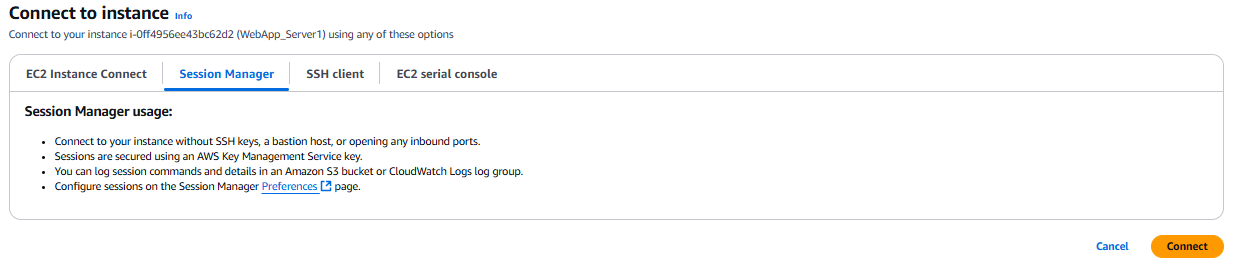 Connect to instance Info
Connect to your instance i-0ff4956ee43bc62d2 (WebApp_Server1) using any of these options
EC2 Instance Connect Session Manager SSH client EC2 serial console
Session Manager usage:
• Connect to your instance without SSH keys, a bastion host, or opening any inbound ports.
• Sessions are secured using an AWS Key Management Service key.
• You can log session commands and details in an Amazon S3 bucket or CloudWatch Logs log group.
• Configure sessions on the Session Manager Preferences page.
Cancel Connect